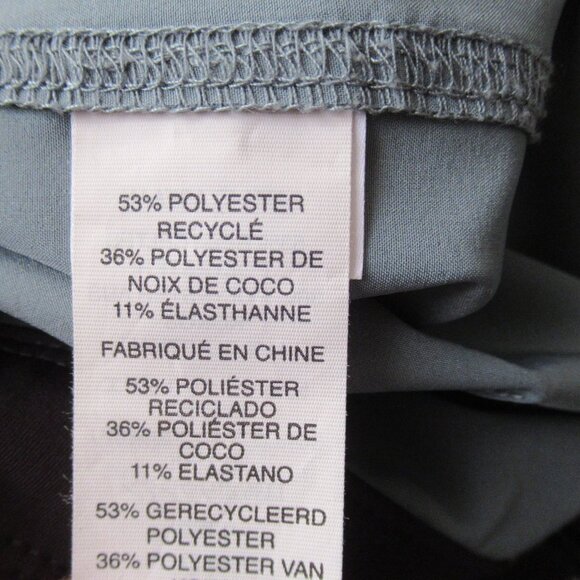 53% POLYESTER
RECYCLÉ
36% POLYESTER DE
NOIX DE COCO
11% ÉLASTHANNE
FABRIQUÉ EN CHINE
53% POLIÉSTER
RECICLADO
36% POLIÉSTER DE
COCO
11% ELASTANO
53% GERECYCLEERD
POLYESTER
36% POLYESTER VAN